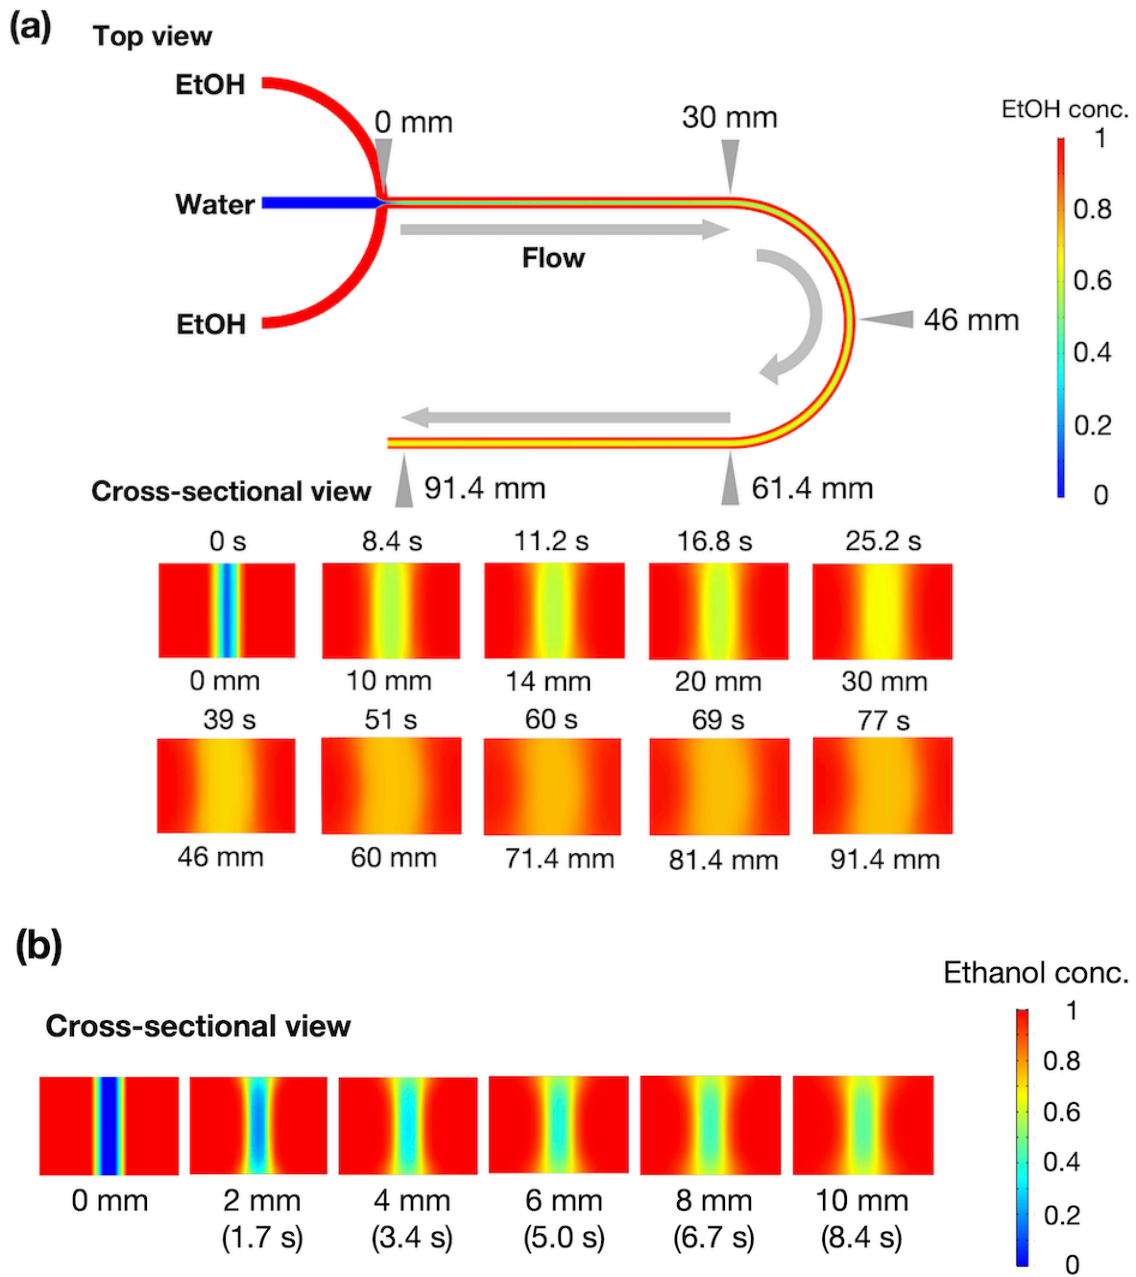 (a)
Top view
EtOH
0 mm
30 mm
EtOH conc.
1
0.8
0.6
0.4
0.2
0
Water
Flow
EtOH
46 mm
91.4 mm
61.4 mm
Cross-sectional view
0 s 8.4 s 11.2 s 16.8 s 25.2 s
0 mm 10 mm 14 mm 20 mm 30 mm
39 s 51 s 60 s 69 s 77 s
46 mm 60 mm 71.4 mm 81.4 mm 91.4 mm
(b)
Ethanol conc.
1
0.8
0.6
0.4
0.2
0
Cross-sectional view
0 mm 2 mm 4 mm 6 mm 8 mm 10 mm
(1.7 s) (3.4 s) (5.0 s) (6.7 s) (8.4 s)